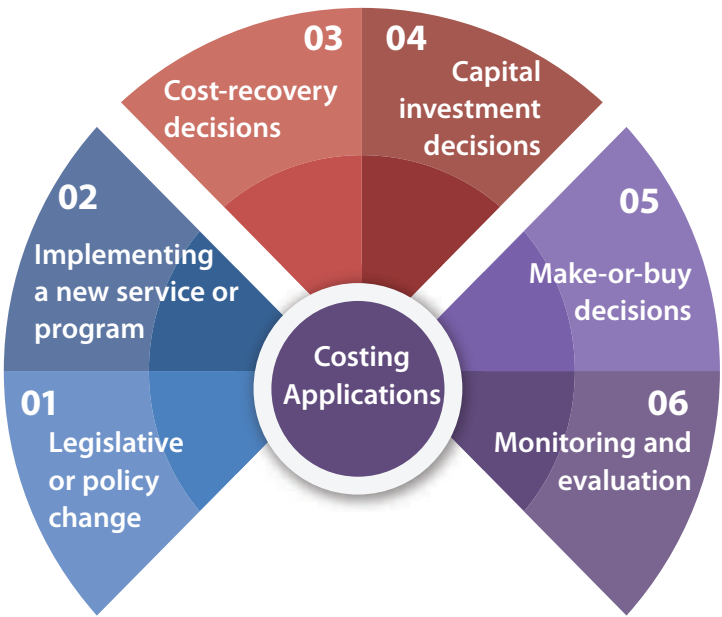 01
Legislative
or policy
change
02
Implementing
a new service or
program
03
Cost-recovery
decisions
04
Capital
investment
decisions
05
Make-or-buy
decisions
06
Monitoring and
evaluation
Costing
Applications